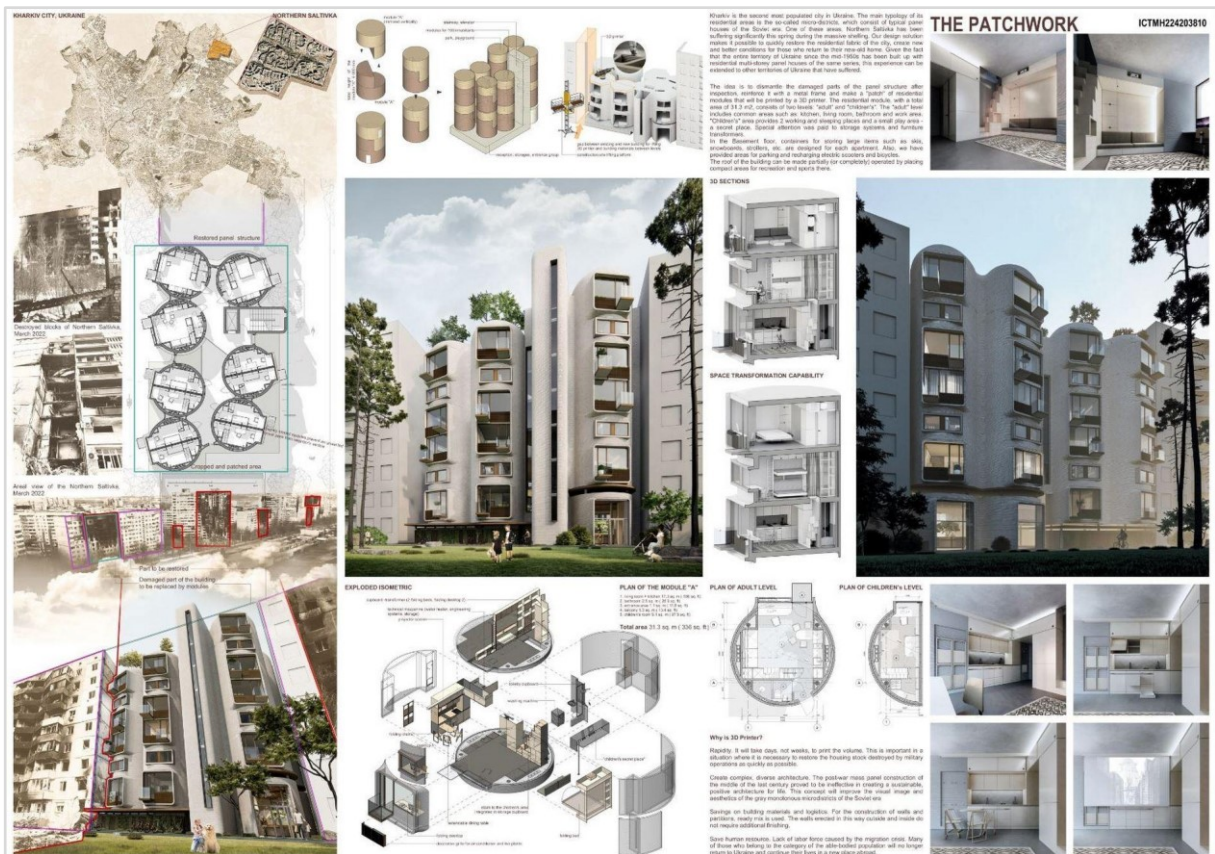 KHARKIV CITY, UKRAINE
NORTHERN SALTIVKA
Restored panel structure
Destroyed blocks of Northern Saltivka,
March 2022
Cropped and patched area
Areal view of the Northern Saltivka,
March 2022
Part to be restored
Damaged part of the building
to be replaced by modules
3D printer
Kharkiv is the second most populated city in Ukraine. The main typology of its
residential areas is the so-called micro-districts, which consist of typical panel
houses of the Soviet era. One of these areas, Northern Saltivka has been
suffering significantly this spring during the massive shelling. Our design solution
makes it possible to quickly restore the residential fabric of the city, create new
and better conditions for those who return to their new-old home. Given the fact
that the entire territory of Ukraine since the mid-1960s has been built up with
residential multi-storey panel houses of the same series, this experience can be
extended to other territories of Ukraine that have suffered.
The idea is to dismantle the damaged parts of the panel structure after
inspection, reinforce it with a metal frame and make a "patch" of residential
modules that will be printed by a 3D printer. The residential module, with a total
area of 31.3 m2, consists of two levels: "adult" and "children's". The "adult" level
includes common areas such as: kitchen, living room, bathroom and work area.
"Children's" area provides 2 working and sleeping places and a small play area -
a secret place. Special attention was paid to storage systems and furniture
transformers.
In the Basement floor, containers for storing large items such as skis,
snowboards, strollers, etc. are designed for each apartment. Also, we have
provided areas for parking and recharging electric scooters and bicycles.
The roof of the building can be made partially (or completely) operated by placing
compact areas for recreation and sports there.
THE PATCHWORK
ICTMH224203810
3D SECTIONS
SPACE TRANSFORMATION CAPABILITY
EXPLODED ISOMETRIC
PLAN OF THE MODULE "A"
Total area 31.3 sq. m ( 336 sq. ft.)
PLAN OF ADULT LEVEL
PLAN OF CHILDREN's LEVEL
washing machine
"children's secret place"
folding bed
Why is 3D Printer?
Rapidity. It will take days, not weeks, to print the volume. This is important in a
situation where it is necessary to restore the housing stock destroyed by military
operations as quickly as possible.
Create complex, diverse architecture. The post-war mass panel construction of
the middle of the last century proved to be ineffective in creating a sustainable,
positive architecture for life. This concept will improve the visual image and
aesthetics of the gray monotonous microdistricts of the Soviet era
Savings on building materials and logistics. For the construction of walls and
partitions, ready mix is used. The walls erected in this way outside and inside do
not require additional finishing.
Save human resource. Lack of labor force caused by the migration crisis. Many
of those who belong to the category of the able-bodied population will no longer
return to Ukraine and continue their lives in a new place abroad.